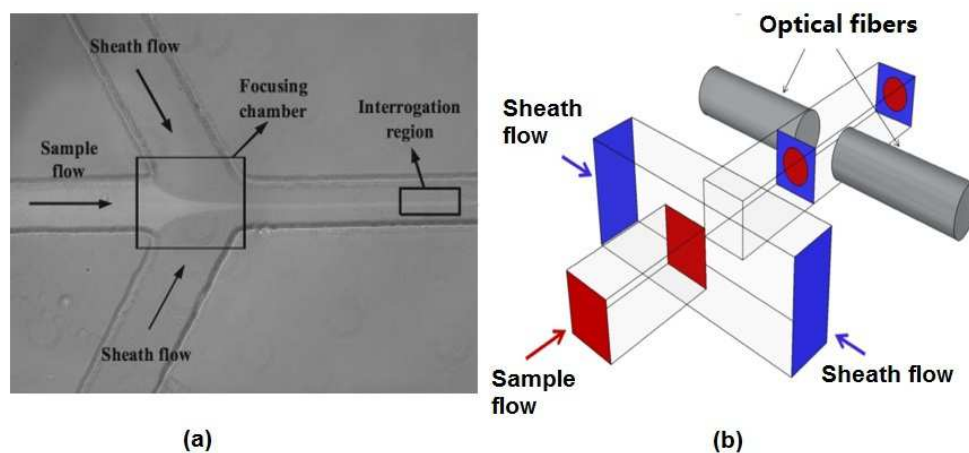 Sheath flow
Focusing
chamber
Interrogation
region
Sample
flow
Sheath flow
(a)
Optical fibers
Sheath
flow
Sample
flow
Sheath flow
(b)